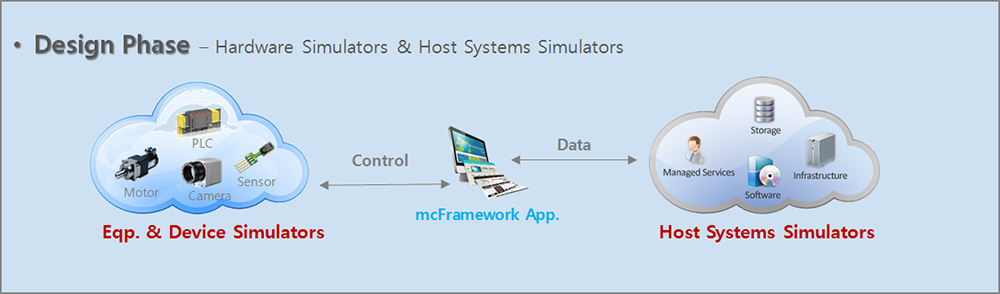 • Design Phase – Hardware Simulators & Host Systems Simulators
PLC
Motor
Camera
Sensor
Eqp. & Device Simulators
Control
mcFramework App.
Data
Storage
Managed Services
Software
Infrastructure
Host Systems Simulators